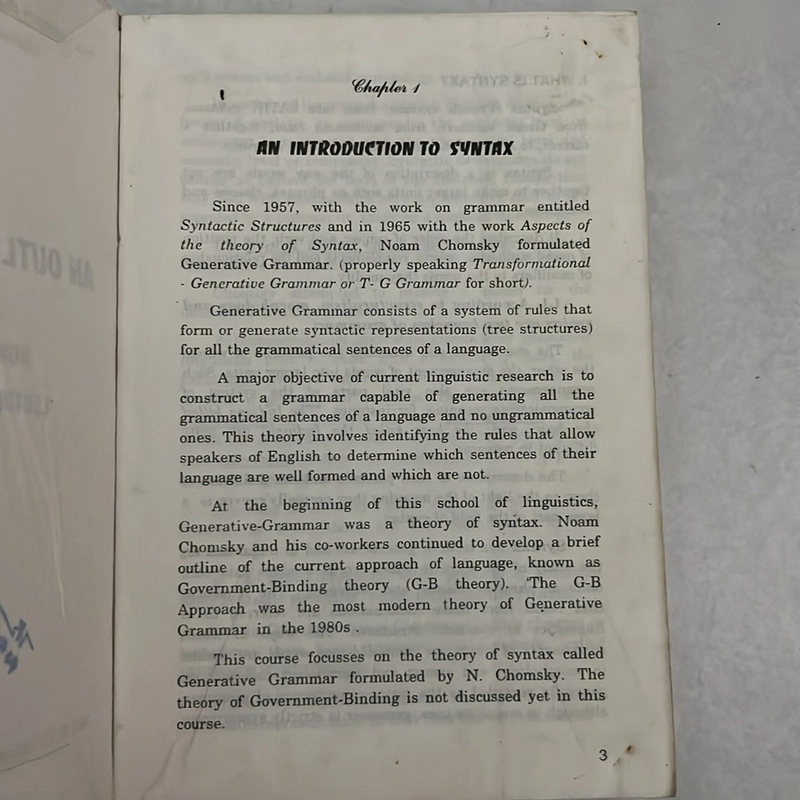 Chapter 1
AN INTRODUCTION TO SYNTAX
Since 1957, with the work on grammar entitled
Syntactic Structures and in 1965 with the work Aspects of
the theory of Syntax, Noam Chomsky formulated
Generative Grammar. (properly speaking Transformational
- Generative Grammar or T- G Grammar for short).
Generative Grammar consists of a system of rules that
form or generate syntactic representations (tree structures)
for all the grammatical sentences of a language.
A major objective of current linguistic research is to
construct a grammar capable of generating all the
grammatical sentences of a language and no ungrammatical
ones. This theory involves identifying the rules that allow
speakers of English to determine which sentences of their
language are well formed and which are not.
At the beginning of this school of linguistics,
Generative-Grammar was a theory of syntax. Noam
Chomsky and his co-workers continued to develop a brief
outline of the current approach of language, known as
Government-Binding theory (G-B theory). The G-B
Approach was the most modern theory of Generative
Grammar in the 1980s .
This course focusses on the theory of syntax called
Generative Grammar formulated by N. Chomsky. The
theory of Government-Binding is not discussed yet in this
course.
3